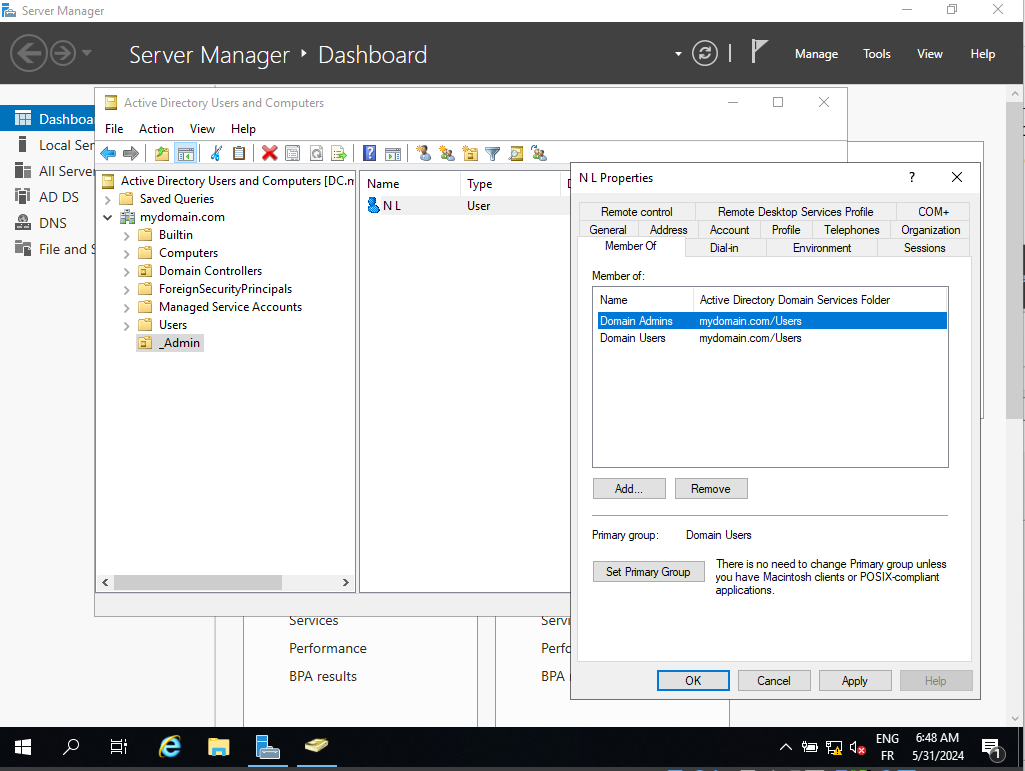 Server Manager
Server Manager ‣ Dashboard
Manage
Tools
View
Help
Dashboa
Local Ser
All Server
AD DS
DNS
File and S
Active Directory Users and Computers
File Action View Help
Active Directory Users and Computers [DC.m
Saved Queries
mydomain.com
Builtin
Computers
Domain Controllers
ForeignSecurityPrincipals
Managed Service Accounts
Users
_Admin
Name Type D
N L User
N L Properties
Remote control Remote Desktop Services Profile COM+
General Address Account Profile Telephones Organization
Member Of Dial-in Environment Sessions
Member of:
Name Active Directory Domain Services Folder
Domain Admins mydomain.com/Users
Domain Users mydomain.com/Users
Add... Remove
Primary group: Domain Users
Set Primary Group
There is no need to change Primary group unless
you have Macintosh clients or POSIX-compliant
applications.
OK Cancel Apply Help
Services
Performance
BPA results
Servi
Perfo
BPA
ENG
FR
6:48 AM
5/31/2024
1